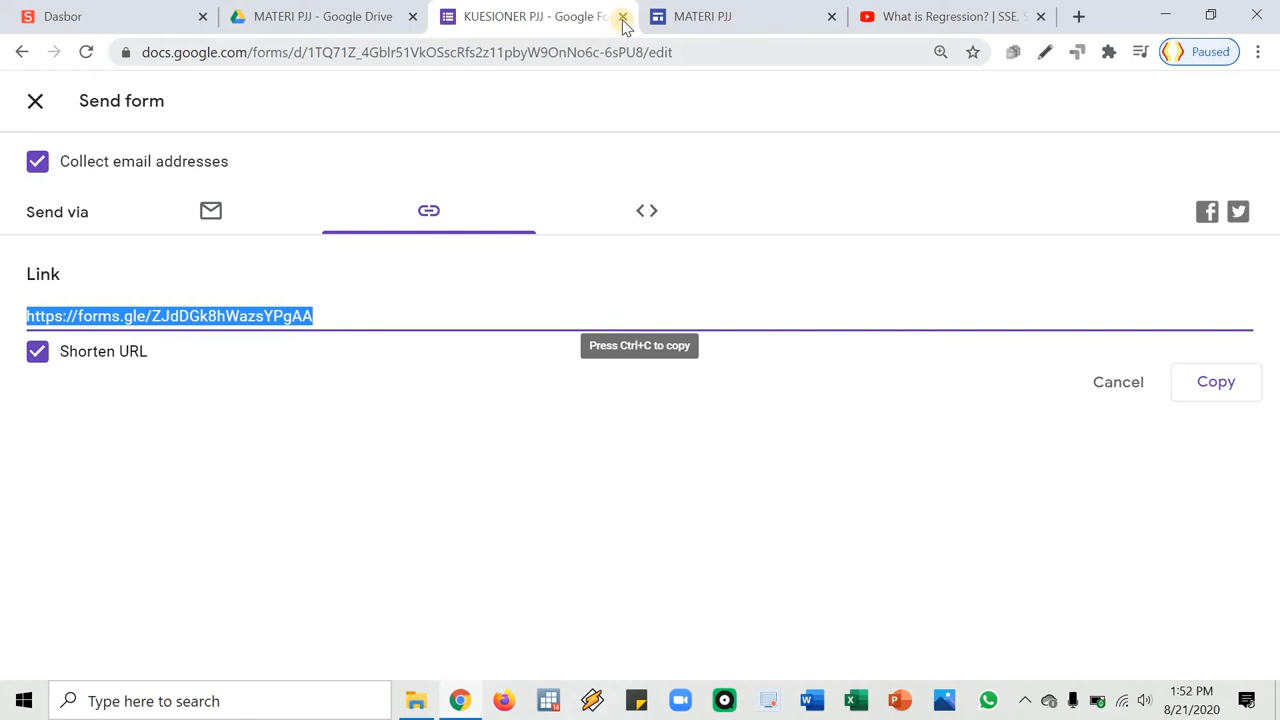 Dasbor
MATERI PJJ - Google Drive
KUESIONER PJJ - Google Fo
MATERI PJJ
What is Regression? | SSE,
docs.google.com/forms/d/1TQ71Z_4Gblr51VkOSscRfs2z11pbyW9OnNo6c-6sPU8/edit
Paused
Send form
Collect email addresses
Send via
Link
https://forms.gle/ZJdDGk8hWazsYPgAA
Press Ctrl+C to copy
Shorten URL
Cancel
Copy
Type here to search
1:52 PM
8/21/2020